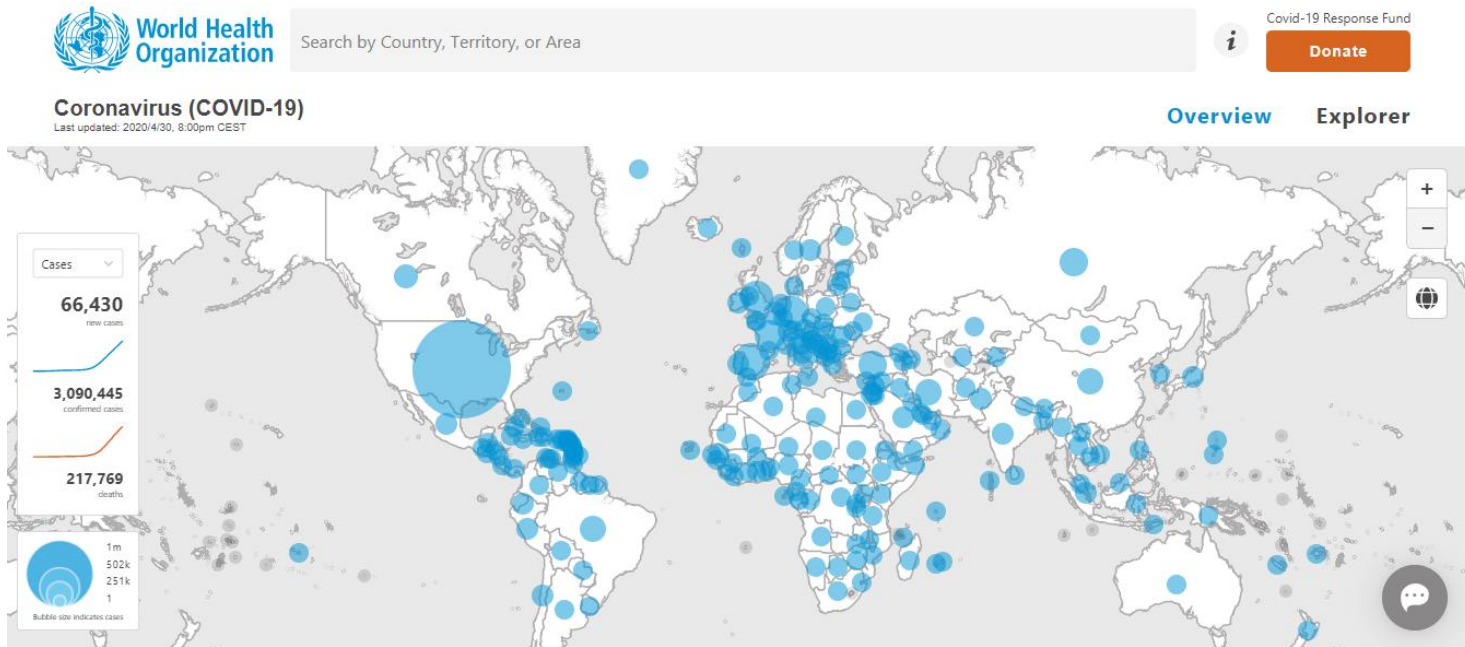 World Health
Organization
Search by Country, Territory, or Area
i
Covid-19 Response Fund
Donate
Coronavirus (COVID-19)
Last updated: 2020/4/30, 8:00pm CEST
Overview
Explorer
+
−
Cases
66,430
new cases
3,090,445
confirmed cases
217,769
deaths
1m
502k
251k
1
Bubble size indicates cases